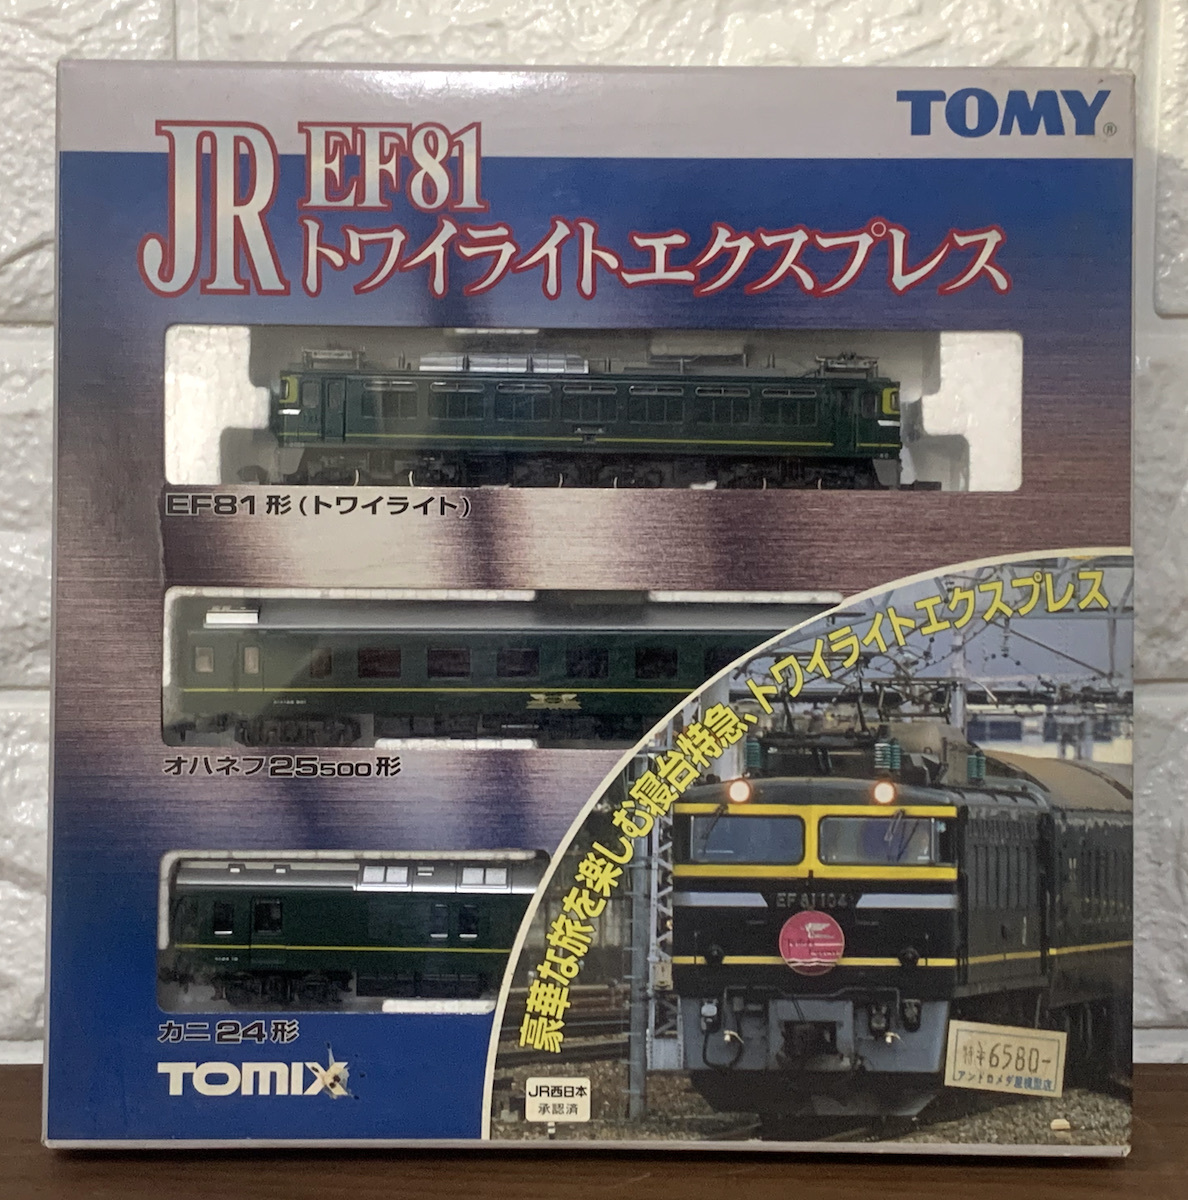 TOMY®
JR EF81
トワイライトエクスプレス
EF81形(トワイライト)
オハネフ25 500形
カニ24形
TOMIX
豪華な旅を楽しむ寝台特急、トワイライトエクスプレス
EF81104
JR西日本
承認済
特 ¥6580-
アンドロメダ屋模型店